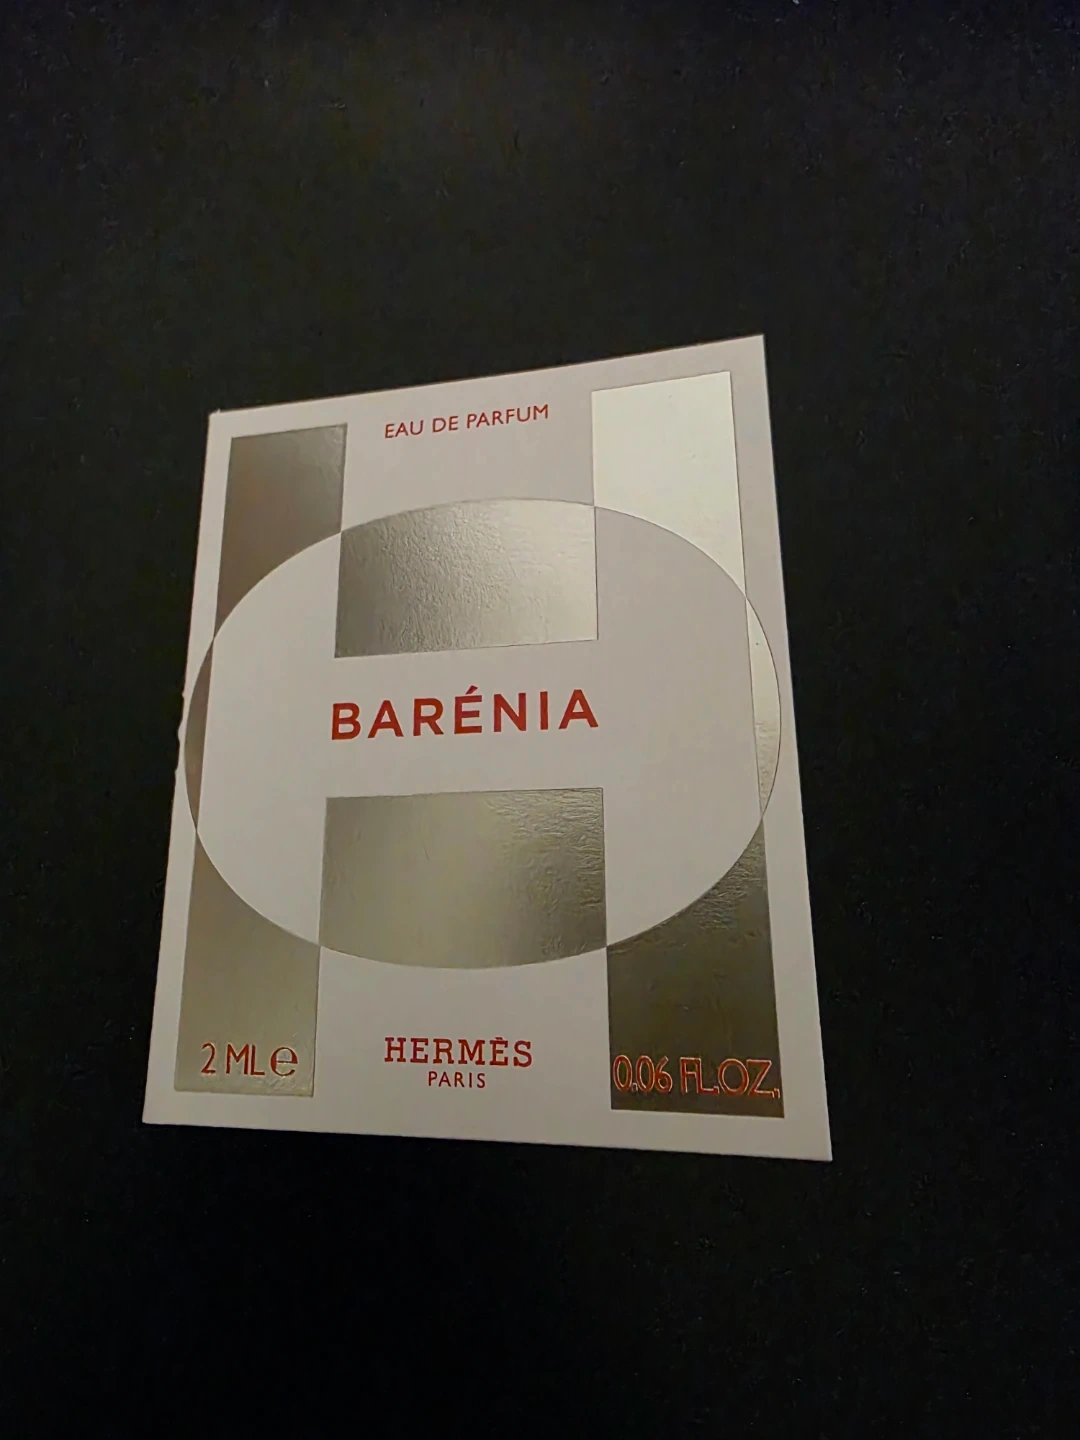 EAU DE PARFUM
BARÉNIA
2 ML e
HERMÈS
PARIS
0.06 FL.OZ.